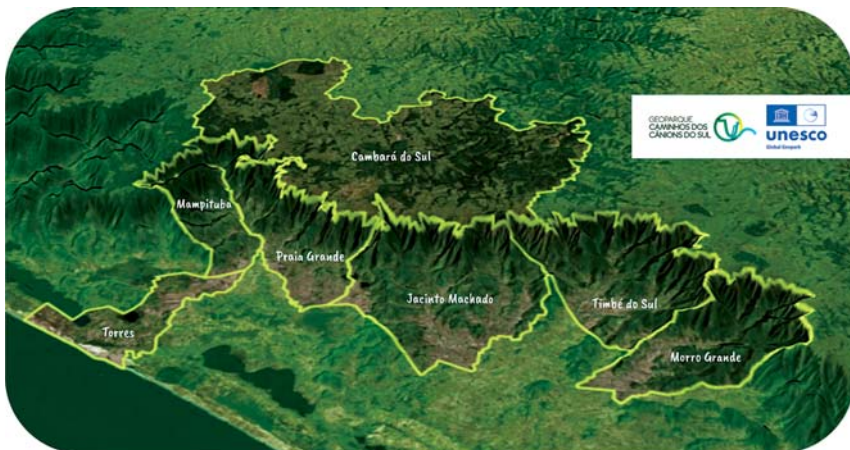 GEOPARQUE
CAMINHOS DOS
CÂNIONS DO SUL
unesco
Global Geopark
Cambará do Sul
Mampituba
Praia Grande
Jacinto Machado
Timbé do Sul
Torres
Morro Grande